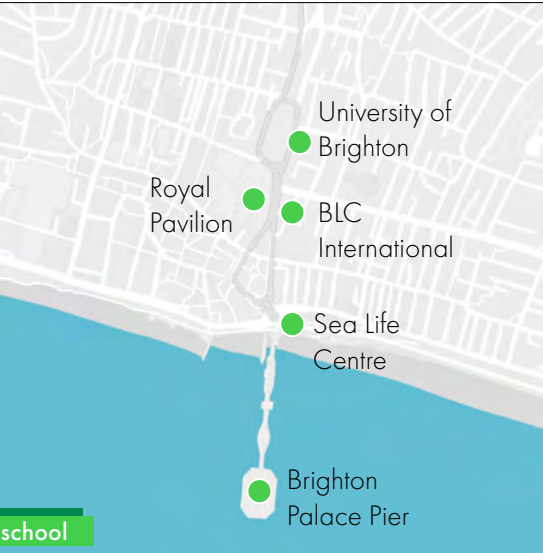 University of
Brighton
Royal
Pavilion
BLC
International
Sea Life
Centre
Brighton
Palace Pier
school